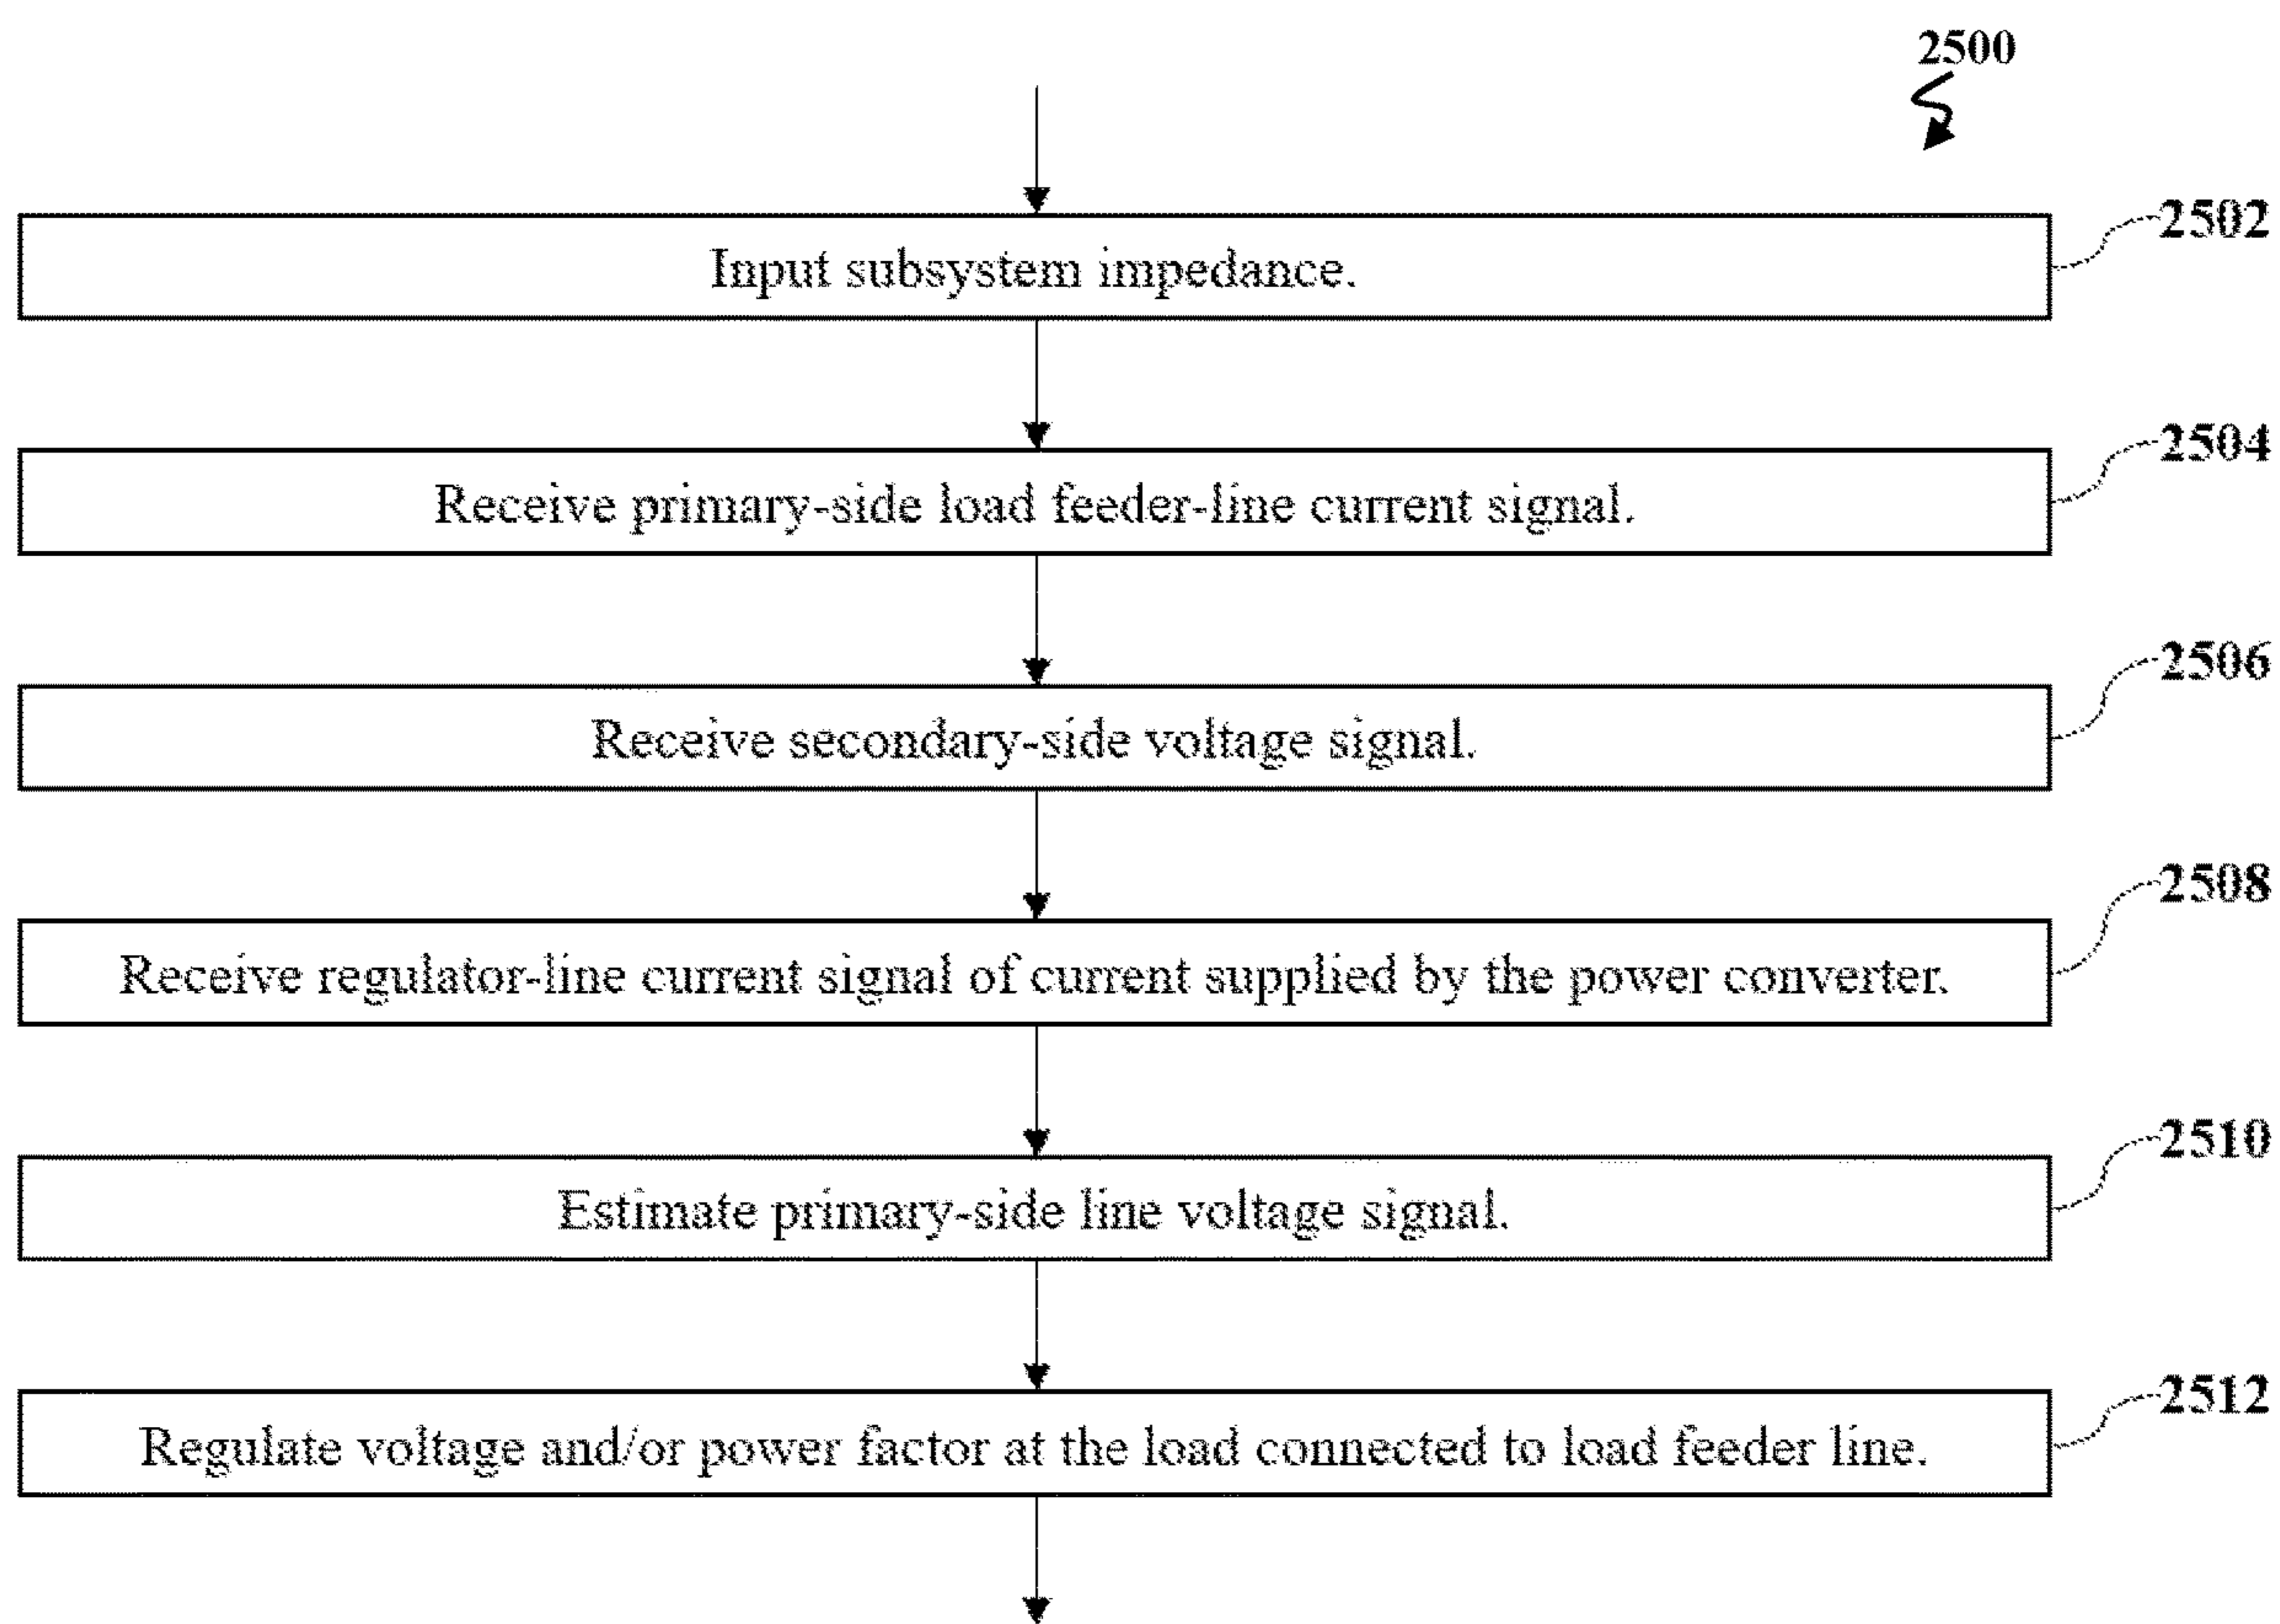 2500
2502
Input subsystem impedance.
2504
Receive primary-side load feeder-line current signal.
2506
Receive secondary-side voltage signal.
2508
Receive regulator-line current signal of current supplied by the power converter.
2510
Estimate primary-side line voltage signal.
2512
Regulate voltage and/or power factor at the load connected to load feeder line.